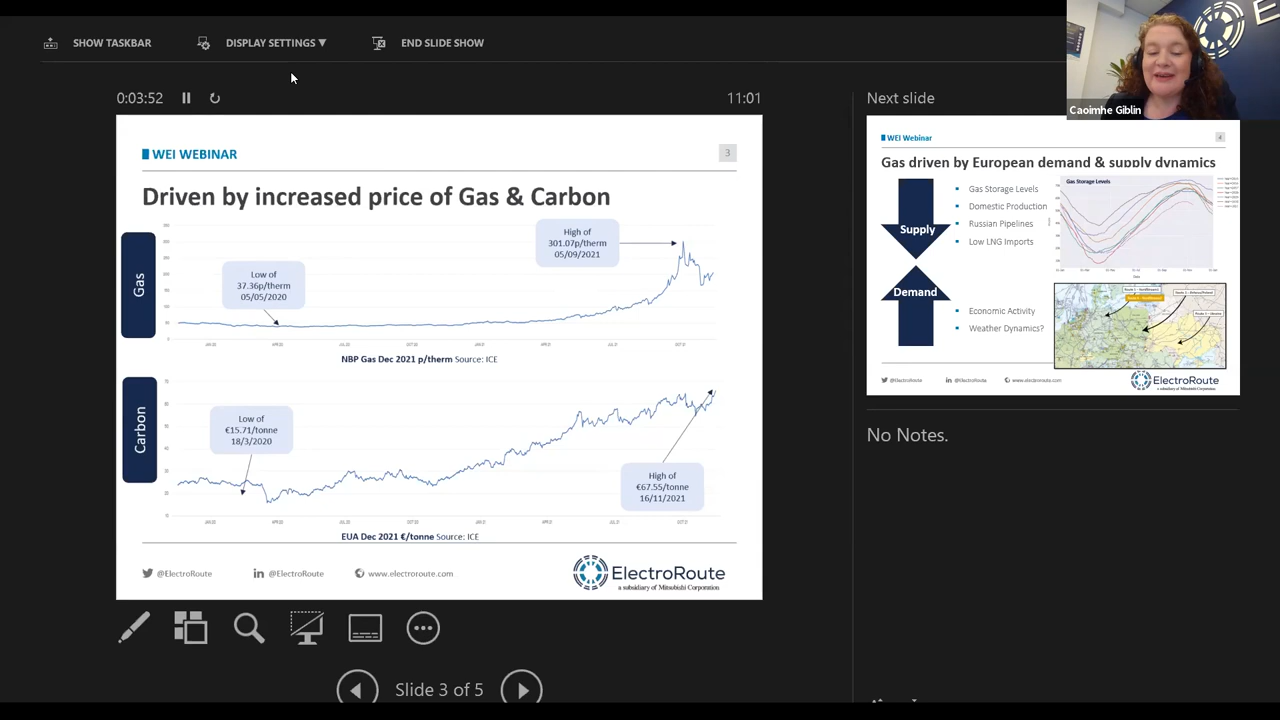 SHOW TASKBAR
DISPLAY SETTINGS ▼
END SLIDE SHOW
0:03:52
11:01
WEI WEBINAR
3
Driven by increased price of Gas & Carbon
Gas
Low of
37.36p/therm
05/05/2020
High of
301.07p/therm
05/09/2021
NBP Gas Dec 2021 p/therm Source: ICE
Carbon
Low of
€15.71/tonne
18/3/2020
High of
€67.55/tonne
16/11/2021
EUA Dec 2021 €/tonne Source: ICE
@ElectroRoute
@ElectroRoute
www.electroroute.com
ElectroRoute
a subsidiary of Mitsubishi Corporation
Slide 3 of 5
Next slide
Caoimhe Giblin
WEI Webinar
4
Gas driven by European demand & supply dynamics
Supply
Gas Storage Levels
Domestic Production
Russian Pipelines
Low LNG Imports
Gas Storage Levels
Demand
Economic Activity
Weather Dynamics?
@ElectroRoute
@ElectroRoute
www.electroroute.com
ElectroRoute
a subsidiary of Mitsubishi Corporation
No Notes.